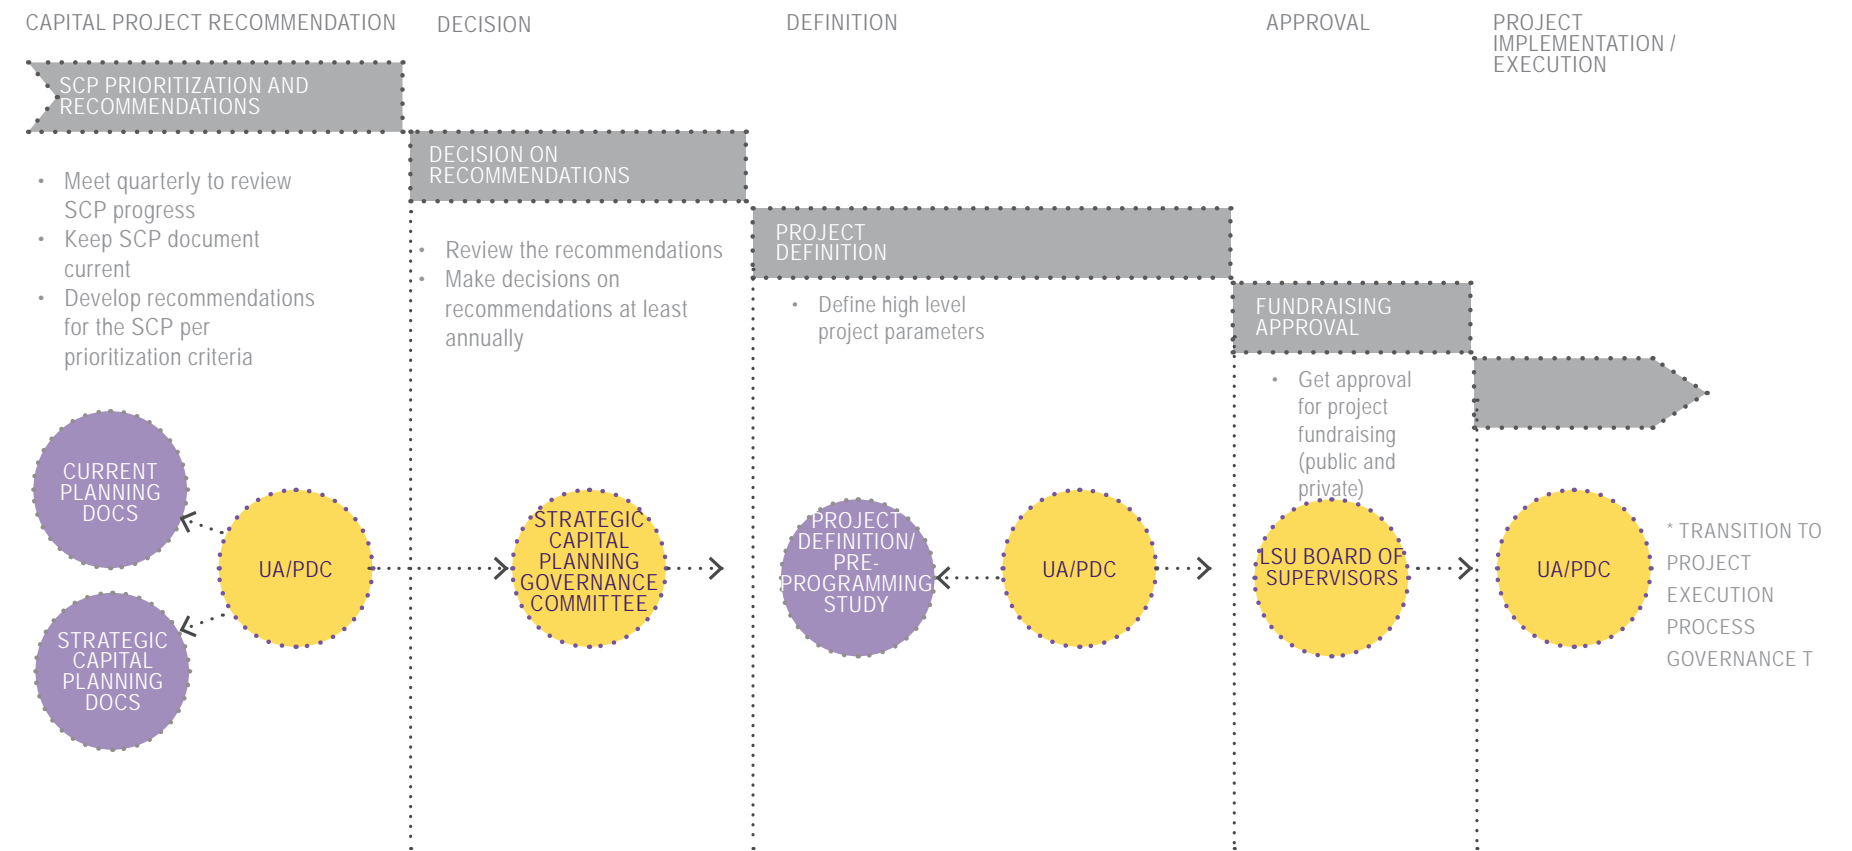 CAPITAL PROJECT RECOMMENDATION
DECISION
DEFINITION
APPROVAL
PROJECT
IMPLEMENTATION /
EXECUTION
SCP PRIORITIZATION AND
RECOMMENDATIONS
• Meet quarterly to review
SCP progress
• Keep SCP document
current
• Develop recommendations
for the SCP per
prioritization criteria
DECISION ON
RECOMMENDATIONS
• Review the recommendations
• Make decisions on
recommendations at least
annually
PROJECT
DEFINITION
• Define high level
project parameters
FUNDRAISING
APPROVAL
• Get approval
for project
fundraising
(public and
private)
CURRENT
PLANNING
DOCS
STRATEGIC
CAPITAL
PLANNING
DOCS
UA/PDC
STRATEGIC
CAPITAL
PLANNING
GOVERNANCE
COMMITTEE
PROJECT
DEFINITION/
PRE-
PROGRAMMING
STUDY
UA/PDC
LSU BOARD OF
SUPERVISORS
UA/PDC
* TRANSITION TO
PROJECT
EXECUTION
PROCESS
GOVERNANCE T